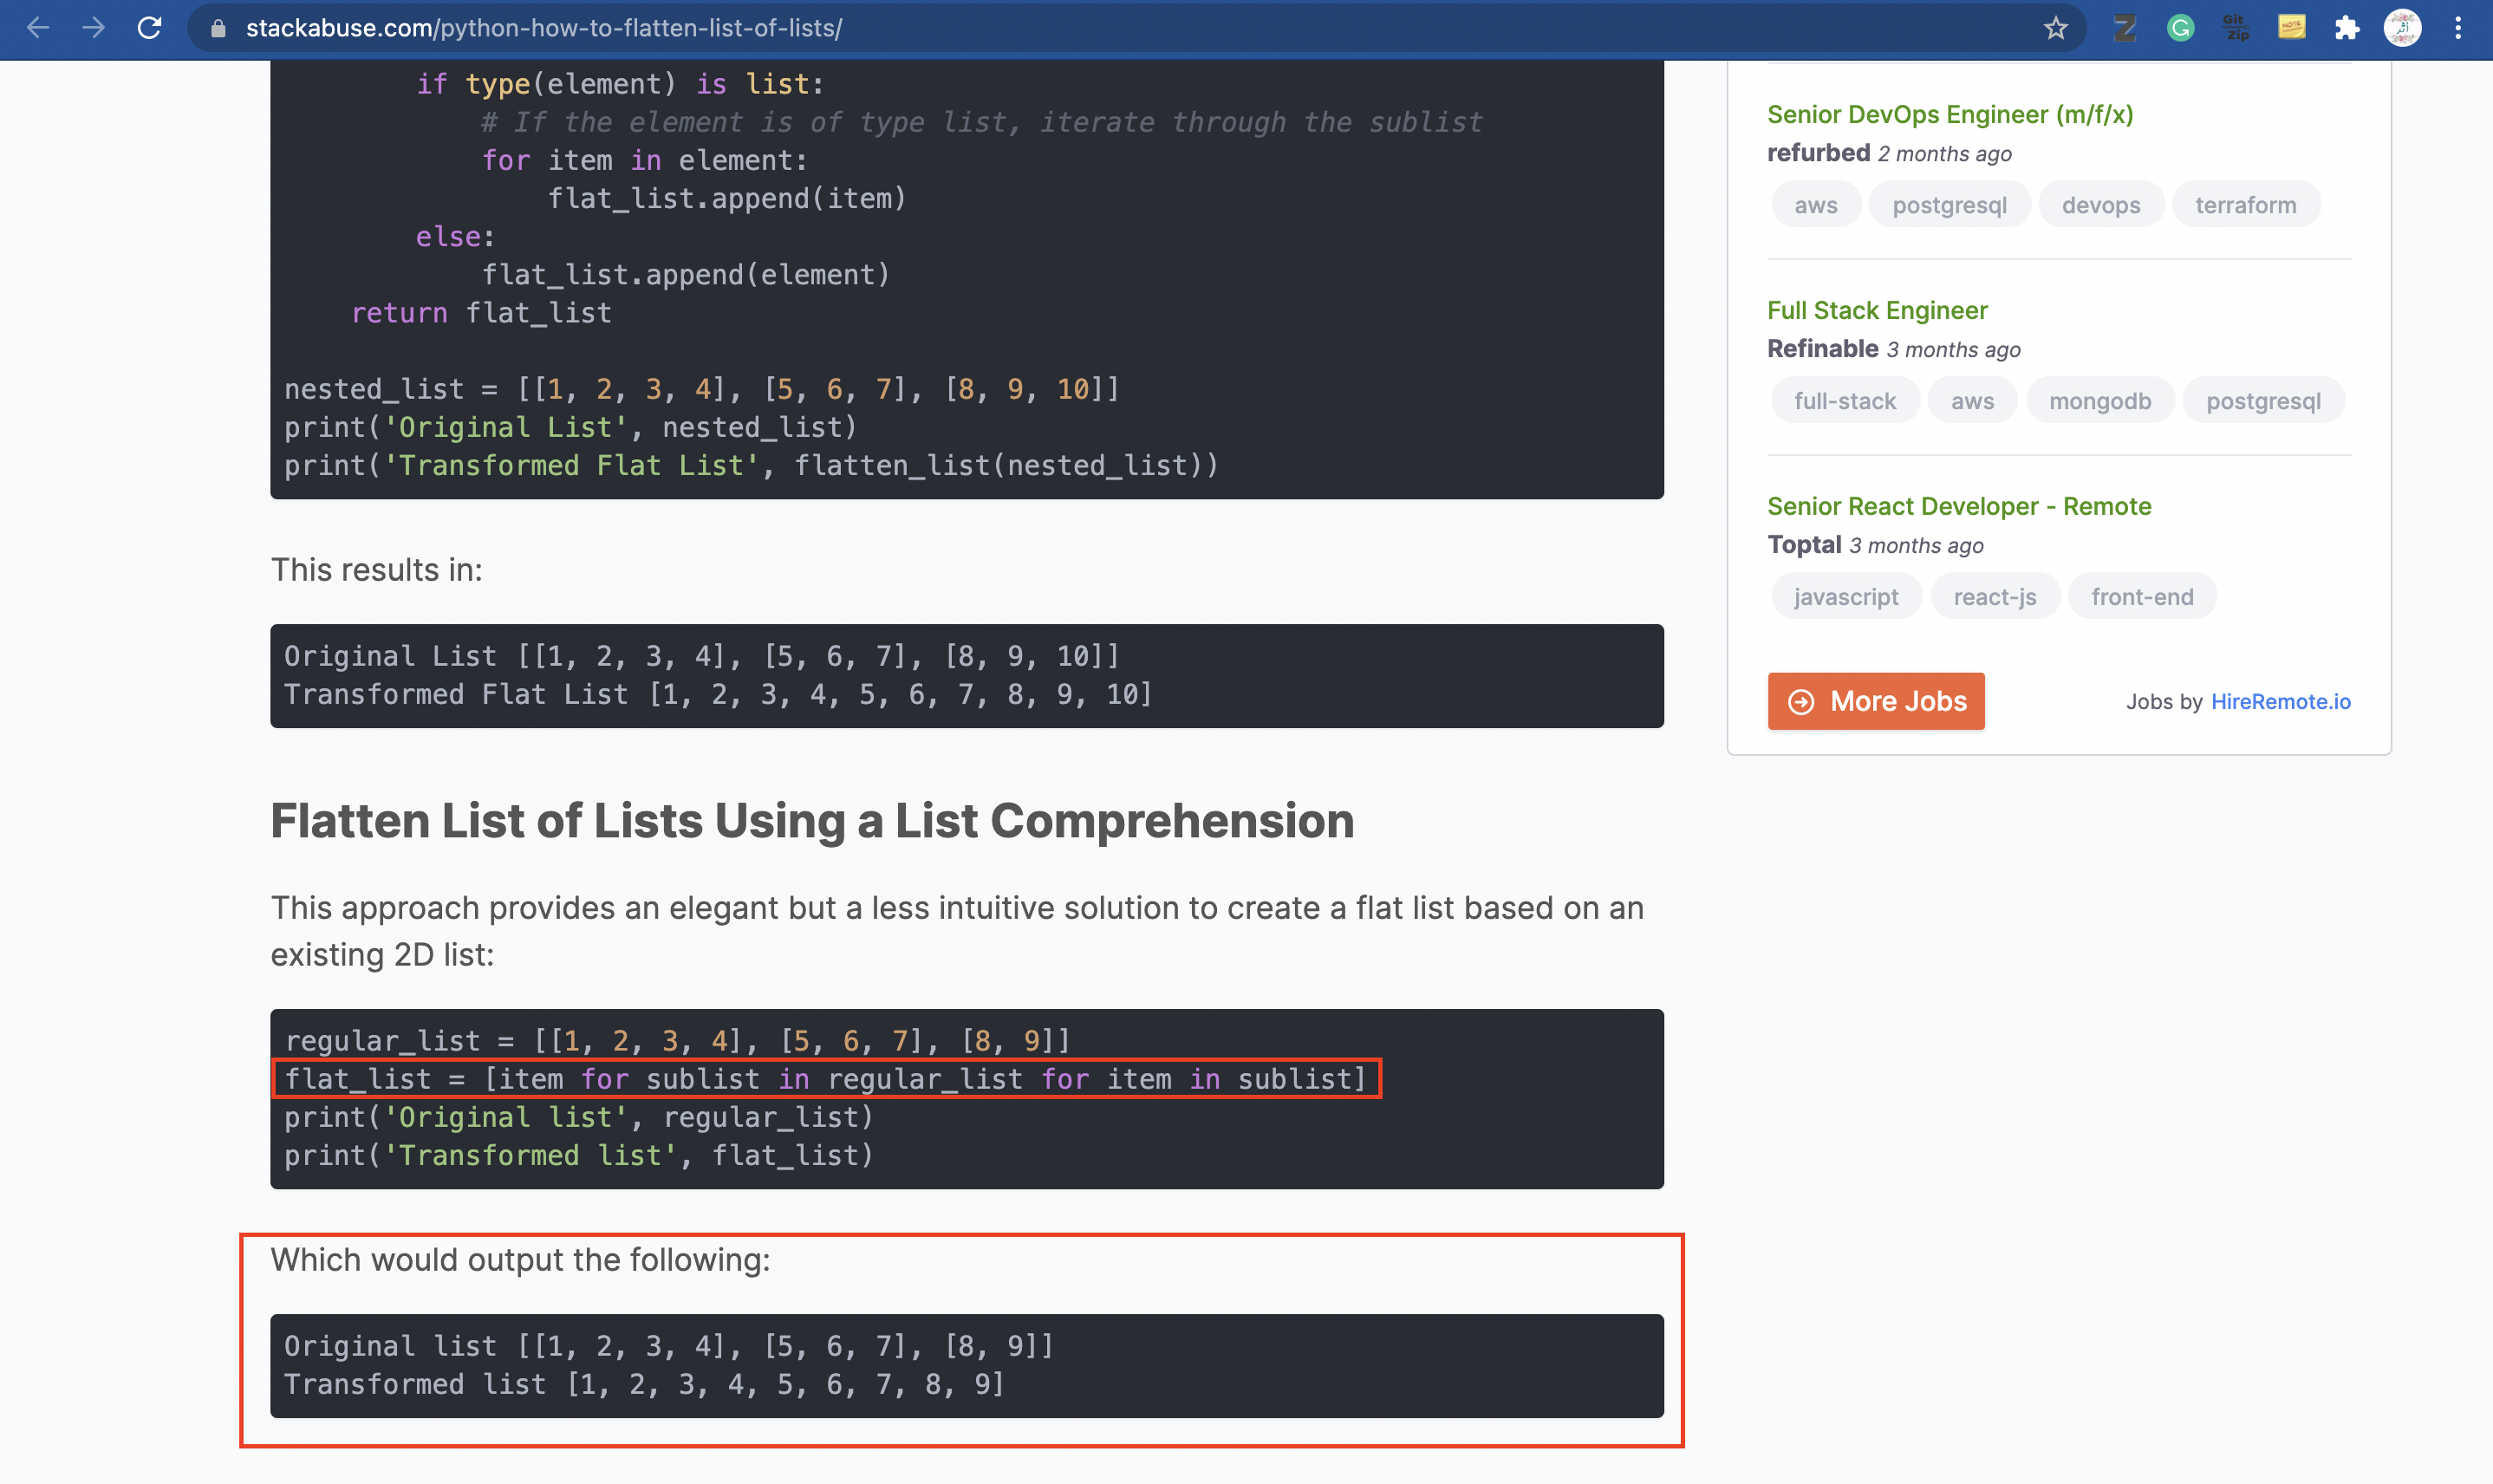 stackabuse.com/python-how-to-flatten-list-of-lists/
Git
Zip
NOTE
if type(element) is list:
# If the element is of type list, iterate through the sublist
for item in element:
flat_list.append(item)
else:
flat_list.append(element)
return flat_list
nested_list = [[1, 2, 3, 4], [5, 6, 7], [8, 9, 10]]
print('Original List', nested_list)
print('Transformed Flat List', flatten_list(nested_list))
This results in:
Original List [[1, 2, 3, 4], [5, 6, 7], [8, 9, 10]]
Transformed Flat List [1, 2, 3, 4, 5, 6, 7, 8, 9, 10]
Flatten List of Lists Using a List Comprehension
This approach provides an elegant but a less intuitive solution to create a flat list based on an
existing 2D list:
regular_list = [[1, 2, 3, 4], [5, 6, 7], [8, 9]]
flat_list = [item for sublist in regular_list for item in sublist]
print('Original list', regular_list)
print('Transformed list', flat_list)
Which would output the following:
Original list [[1, 2, 3, 4], [5, 6, 7], [8, 9]]
Transformed list [1, 2, 3, 4, 5, 6, 7, 8, 9]
Senior DevOps Engineer (m/f/x)
refurbed 2 months ago
aws postgresql devops terraform
Full Stack Engineer
Refinable 3 months ago
full-stack aws mongodb postgresql
Senior React Developer - Remote
Toptal 3 months ago
javascript react-js front-end
More Jobs
Jobs by HireRemote.io